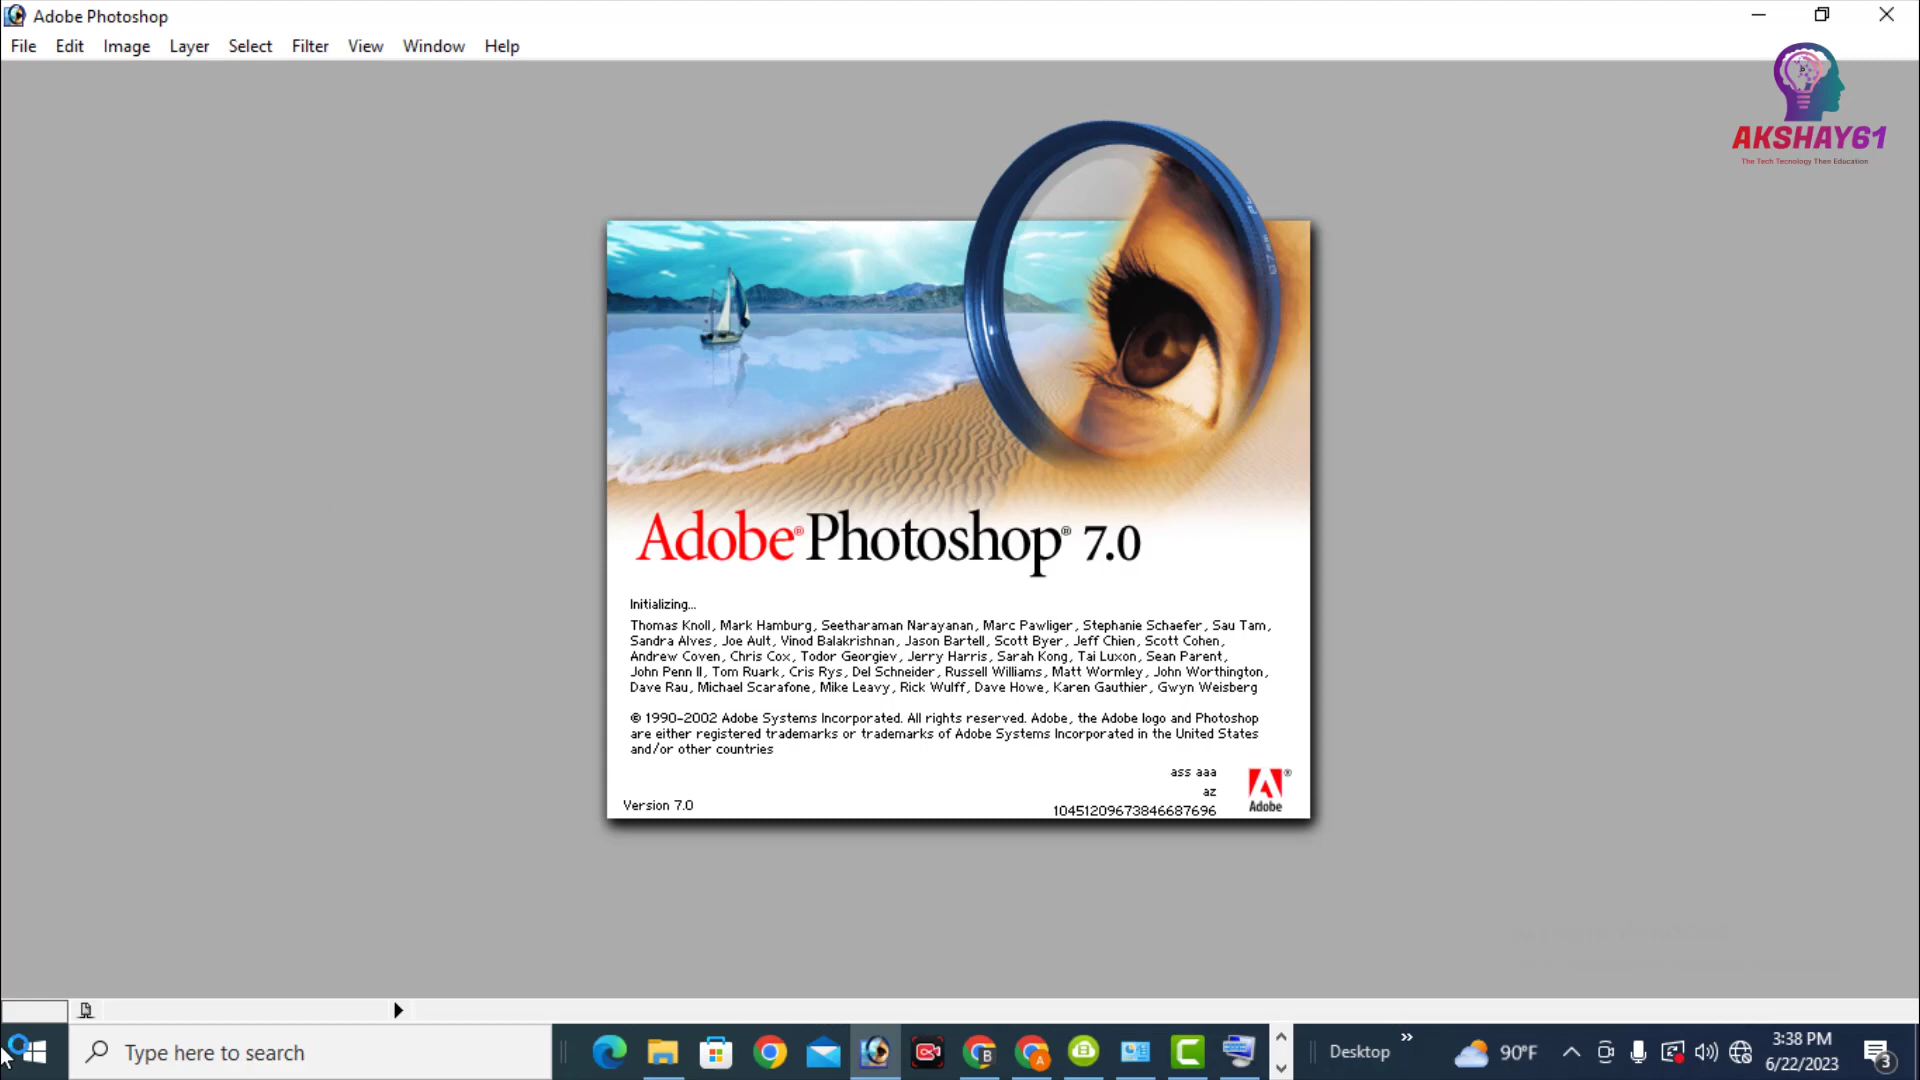 Adobe Photoshop
File Edit Image Layer Select Filter View Window Help
AKSHAY61
The Tech Tecnology Then Education
Adobe® Photoshop® 7.0
Initializing...
Thomas Knoll, Mark Hamburg, Seetharaman Narayanan, Marc Pawliger, Stephanie Schaefer, Sau Tam,
Sandra Alves, Joe Ault, Vinod Balakrishnan, Jason Bartell, Scott Byer, Jeff Chien, Scott Cohen,
Andrew Coven, Chris Cox, Todor Georgiev, Jerry Harris, Sarah Kong, Tai Luxon, Sean Parent,
John Penn II, Tom Ruark, Cris Rys, Del Schneider, Russell Williams, Matt Wormley, John Worthington,
Dave Rau, Michael Scarafone, Mike Leavy, Rick Wulff, Dave Howe, Karen Gauthier, Gwyn Weisberg
© 1990-2002 Adobe Systems Incorporated. All rights reserved. Adobe, the Adobe logo and Photoshop
are either registered trademarks or trademarks of Adobe Systems Incorporated in the United States
and/or other countries
ass aaa
az
Version 7.0
10451209673846687696
Adobe
Type here to search
Desktop
90°F
3:38 PM
6/22/2023
3